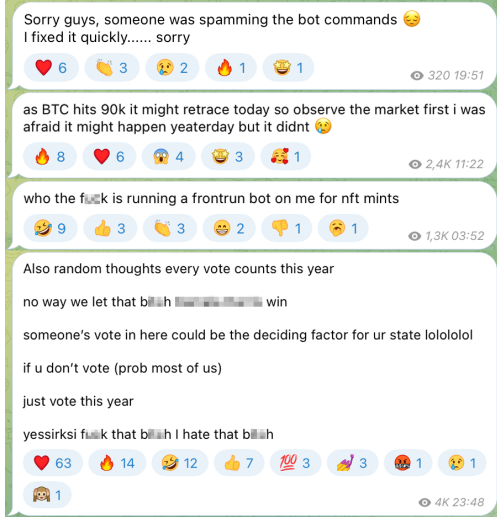 Sorry guys, someone was spamming the bot commands 😔
I fixed it quickly...... sorry
❤️ 6 👏 3 😢 2 🔥 1 🤩 1
320 19:51
as BTC hits 90k it might retrace today so observe the market first i was
afraid it might happen yeaterday but it didnt 😢
🔥 8 ❤️ 6 😱 4 🤩 3 🥰 1
2,4K 11:22
who the f k is running a frontrun bot on me for nft mints
🤣 9 👍 3 👏 3 😁 2 👎 1 🥱 1
1,3K 03:52
Also random thoughts every vote counts this year
no way we let that b h win
someone's vote in here could be the deciding factor for ur state lolololol
if u don't vote (prob most of us)
just vote this year
yessirksi f k that b h I hate that b h
❤️ 63 🔥 14 🤣 12 👍 7 💯 3 💅 3 🤬 1 😢 1
🙉 1
4K 23:48